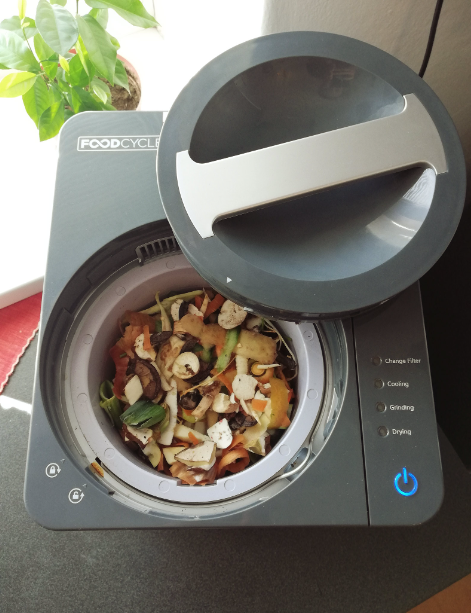 FOODCYCLE
Change Filter
Cooling
Grinding
Drying